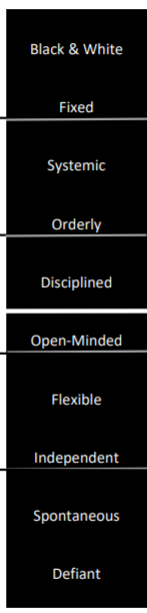 Black & White
Fixed
Systemic
Orderly
Disciplined
Open-Minded
Flexible
Independent
Spontaneous
Defiant